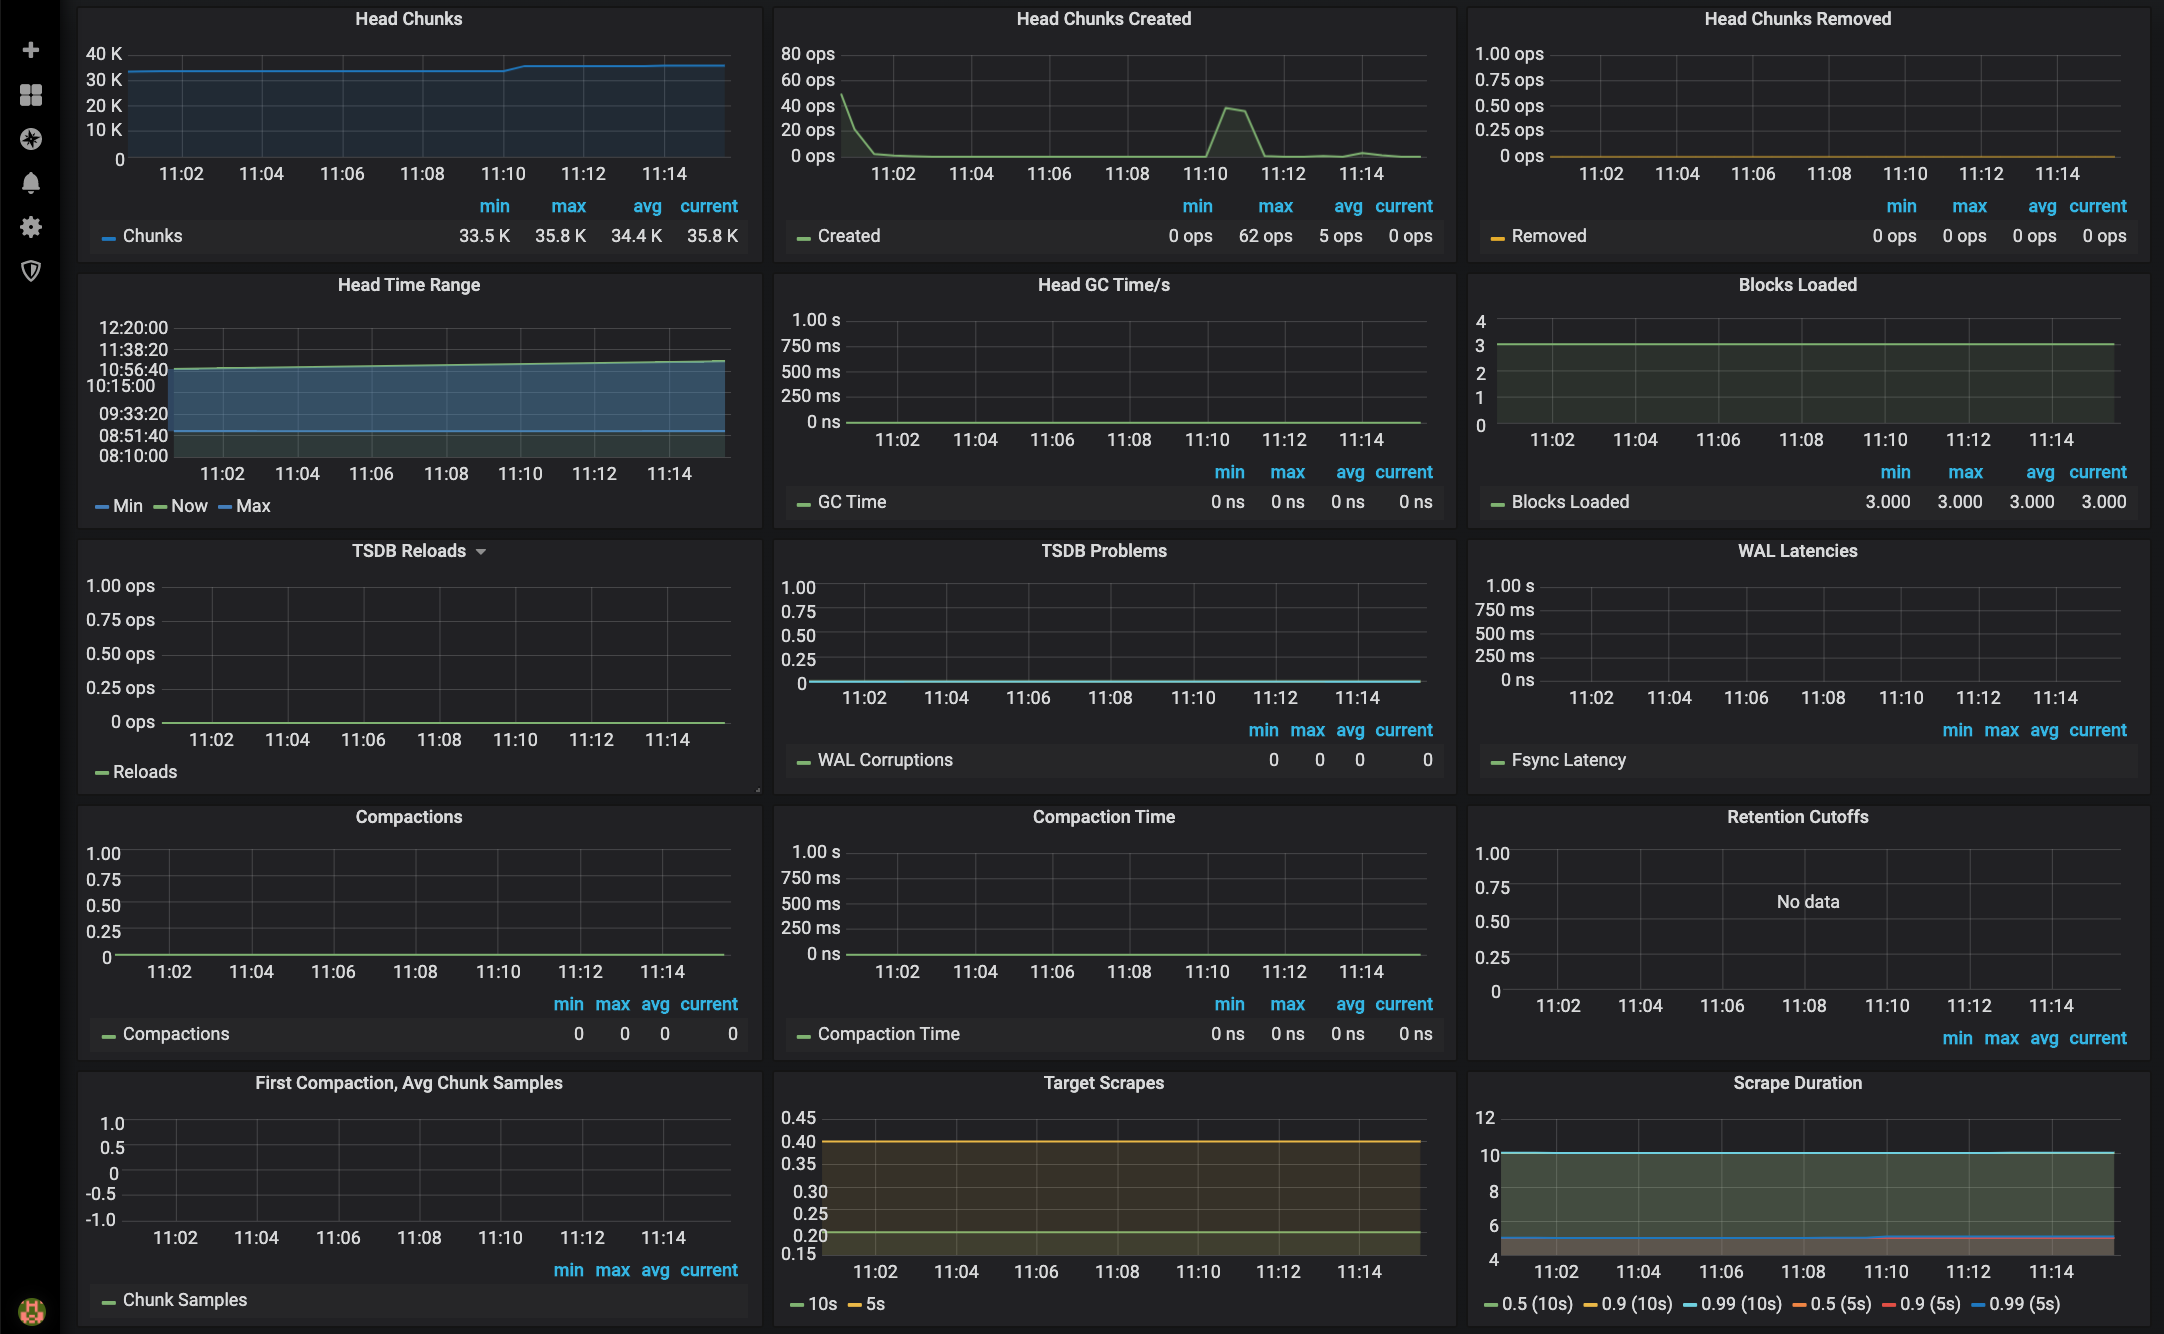 Head Chunks
40 K
30 K
20 K
10 K
0
11:02 11:04 11:06 11:08 11:10 11:12 11:14
min max avg current
Chunks 33.5 K 35.8 K 34.4 K 35.8 K
Head Chunks Created
80 ops
60 ops
40 ops
20 ops
0 ops
11:02 11:04 11:06 11:08 11:10 11:12 11:14
min max avg current
Created 0 ops 62 ops 5 ops 0 ops
Head Chunks Removed
1.00 ops
0.75 ops
0.50 ops
0.25 ops
0 ops
11:02 11:04 11:06 11:08 11:10 11:12 11:14
min max avg current
Removed 0 ops 0 ops 0 ops 0 ops
Head Time Range
12:20:00
11:38:20
10:56:40
10:15:00
09:33:20
08:51:40
08:10:00
11:02 11:04 11:06 11:08 11:10 11:12 11:14
Min Now Max
Head GC Time/s
1.00 s
750 ms
500 ms
250 ms
0 ns
11:02 11:04 11:06 11:08 11:10 11:12 11:14
min max avg current
GC Time 0 ns 0 ns 0 ns 0 ns
Blocks Loaded
4
3
2
1
0
11:02 11:04 11:06 11:08 11:10 11:12 11:14
min max avg current
Blocks Loaded 3.000 3.000 3.000 3.000
TSDB Reloads
1.00 ops
0.75 ops
0.50 ops
0.25 ops
0 ops
11:02 11:04 11:06 11:08 11:10 11:12 11:14
Reloads
TSDB Problems
1.00
0.75
0.50
0.25
0
11:02 11:04 11:06 11:08 11:10 11:12 11:14
min max avg current
WAL Corruptions 0 0 0 0
WAL Latencies
1.00 s
750 ms
500 ms
250 ms
0 ns
11:02 11:04 11:06 11:08 11:10 11:12 11:14
min max avg current
Fsync Latency
Compactions
1.00
0.75
0.50
0.25
0
11:02 11:04 11:06 11:08 11:10 11:12 11:14
min max avg current
Compactions 0 0 0 0
Compaction Time
1.00 s
750 ms
500 ms
250 ms
0 ns
11:02 11:04 11:06 11:08 11:10 11:12 11:14
min max avg current
Compaction Time 0 ns 0 ns 0 ns 0 ns
Retention Cutoffs
1.00
0.75
No data
0.50
0.25
0
11:02 11:04 11:06 11:08 11:10 11:12 11:14
min max avg current
First Compaction, Avg Chunk Samples
1.0
0.5
0
-0.5
-1.0
11:02 11:04 11:06 11:08 11:10 11:12 11:14
min max avg current
Chunk Samples
Target Scrapes
0.45
0.40
0.35
0.30
0.25
0.20
0.15
11:02 11:04 11:06 11:08 11:10 11:12 11:14
10s 5s
Scrape Duration
12
10
8
6
4
11:02 11:04 11:06 11:08 11:10 11:12 11:14
0.5 (10s) 0.9 (10s) 0.99 (10s) 0.5 (5s) 0.9 (5s) 0.99 (5s)